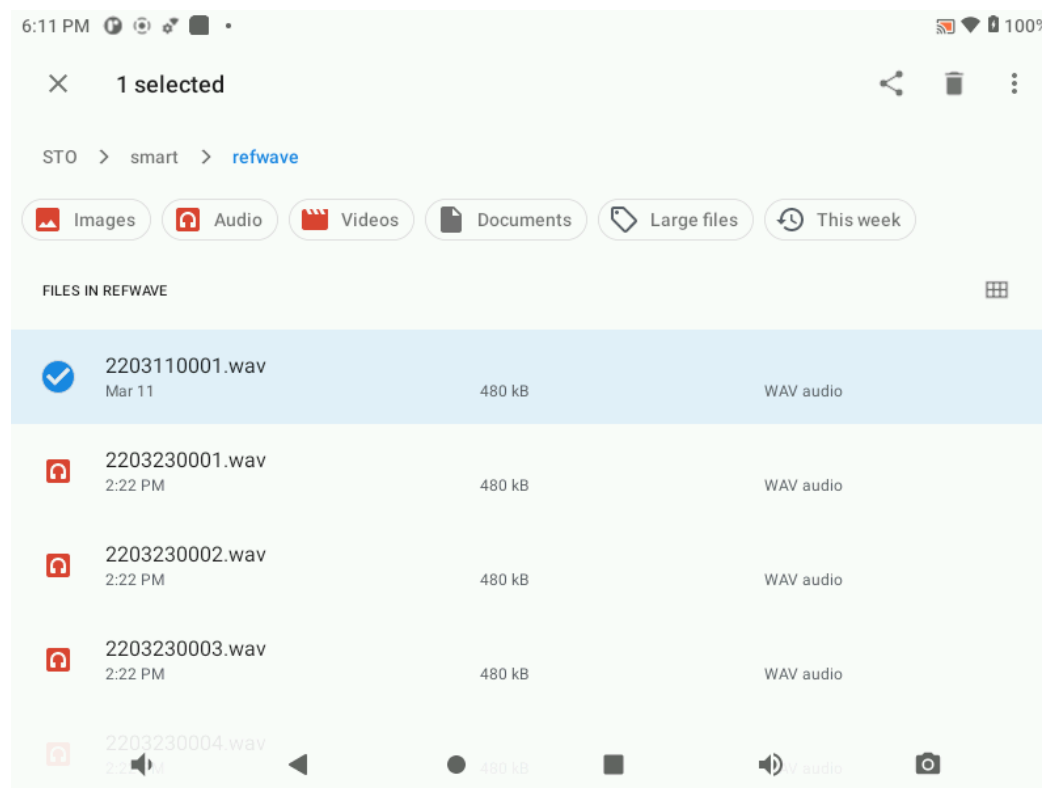 6:11 PM 100%
1 selected
STO > smart > refwave
Images Audio Videos Documents Large files This week
FILES IN REFWAVE
2203110001.wav
Mar 11 480 kB WAV audio
2203230001.wav
2:22 PM 480 kB WAV audio
2203230002.wav
2:22 PM 480 kB WAV audio
2203230003.wav
2:22 PM 480 kB WAV audio
2203230004.wav
480 kB audio